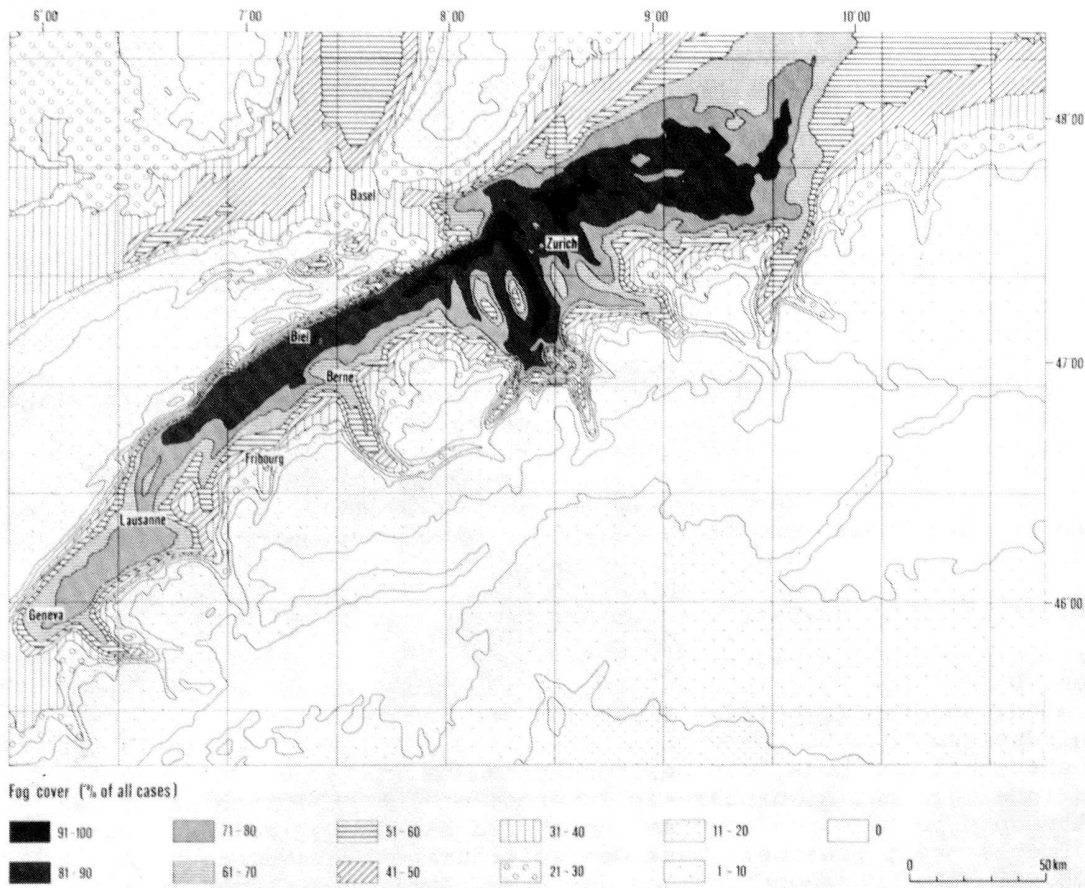 6°00 7°00 8°00 9°00 10°00
48°00
Basel
Zurich
Biel
47°00
Berne
Fribourg
Lausanne
46°00
Geneva
Fog cover (% of all cases)
91 - 100 71 - 80 51 - 60 31 - 40 11 - 20 0
81 - 90 61 - 70 41 - 50 21 - 30 1 - 10
0 50 km